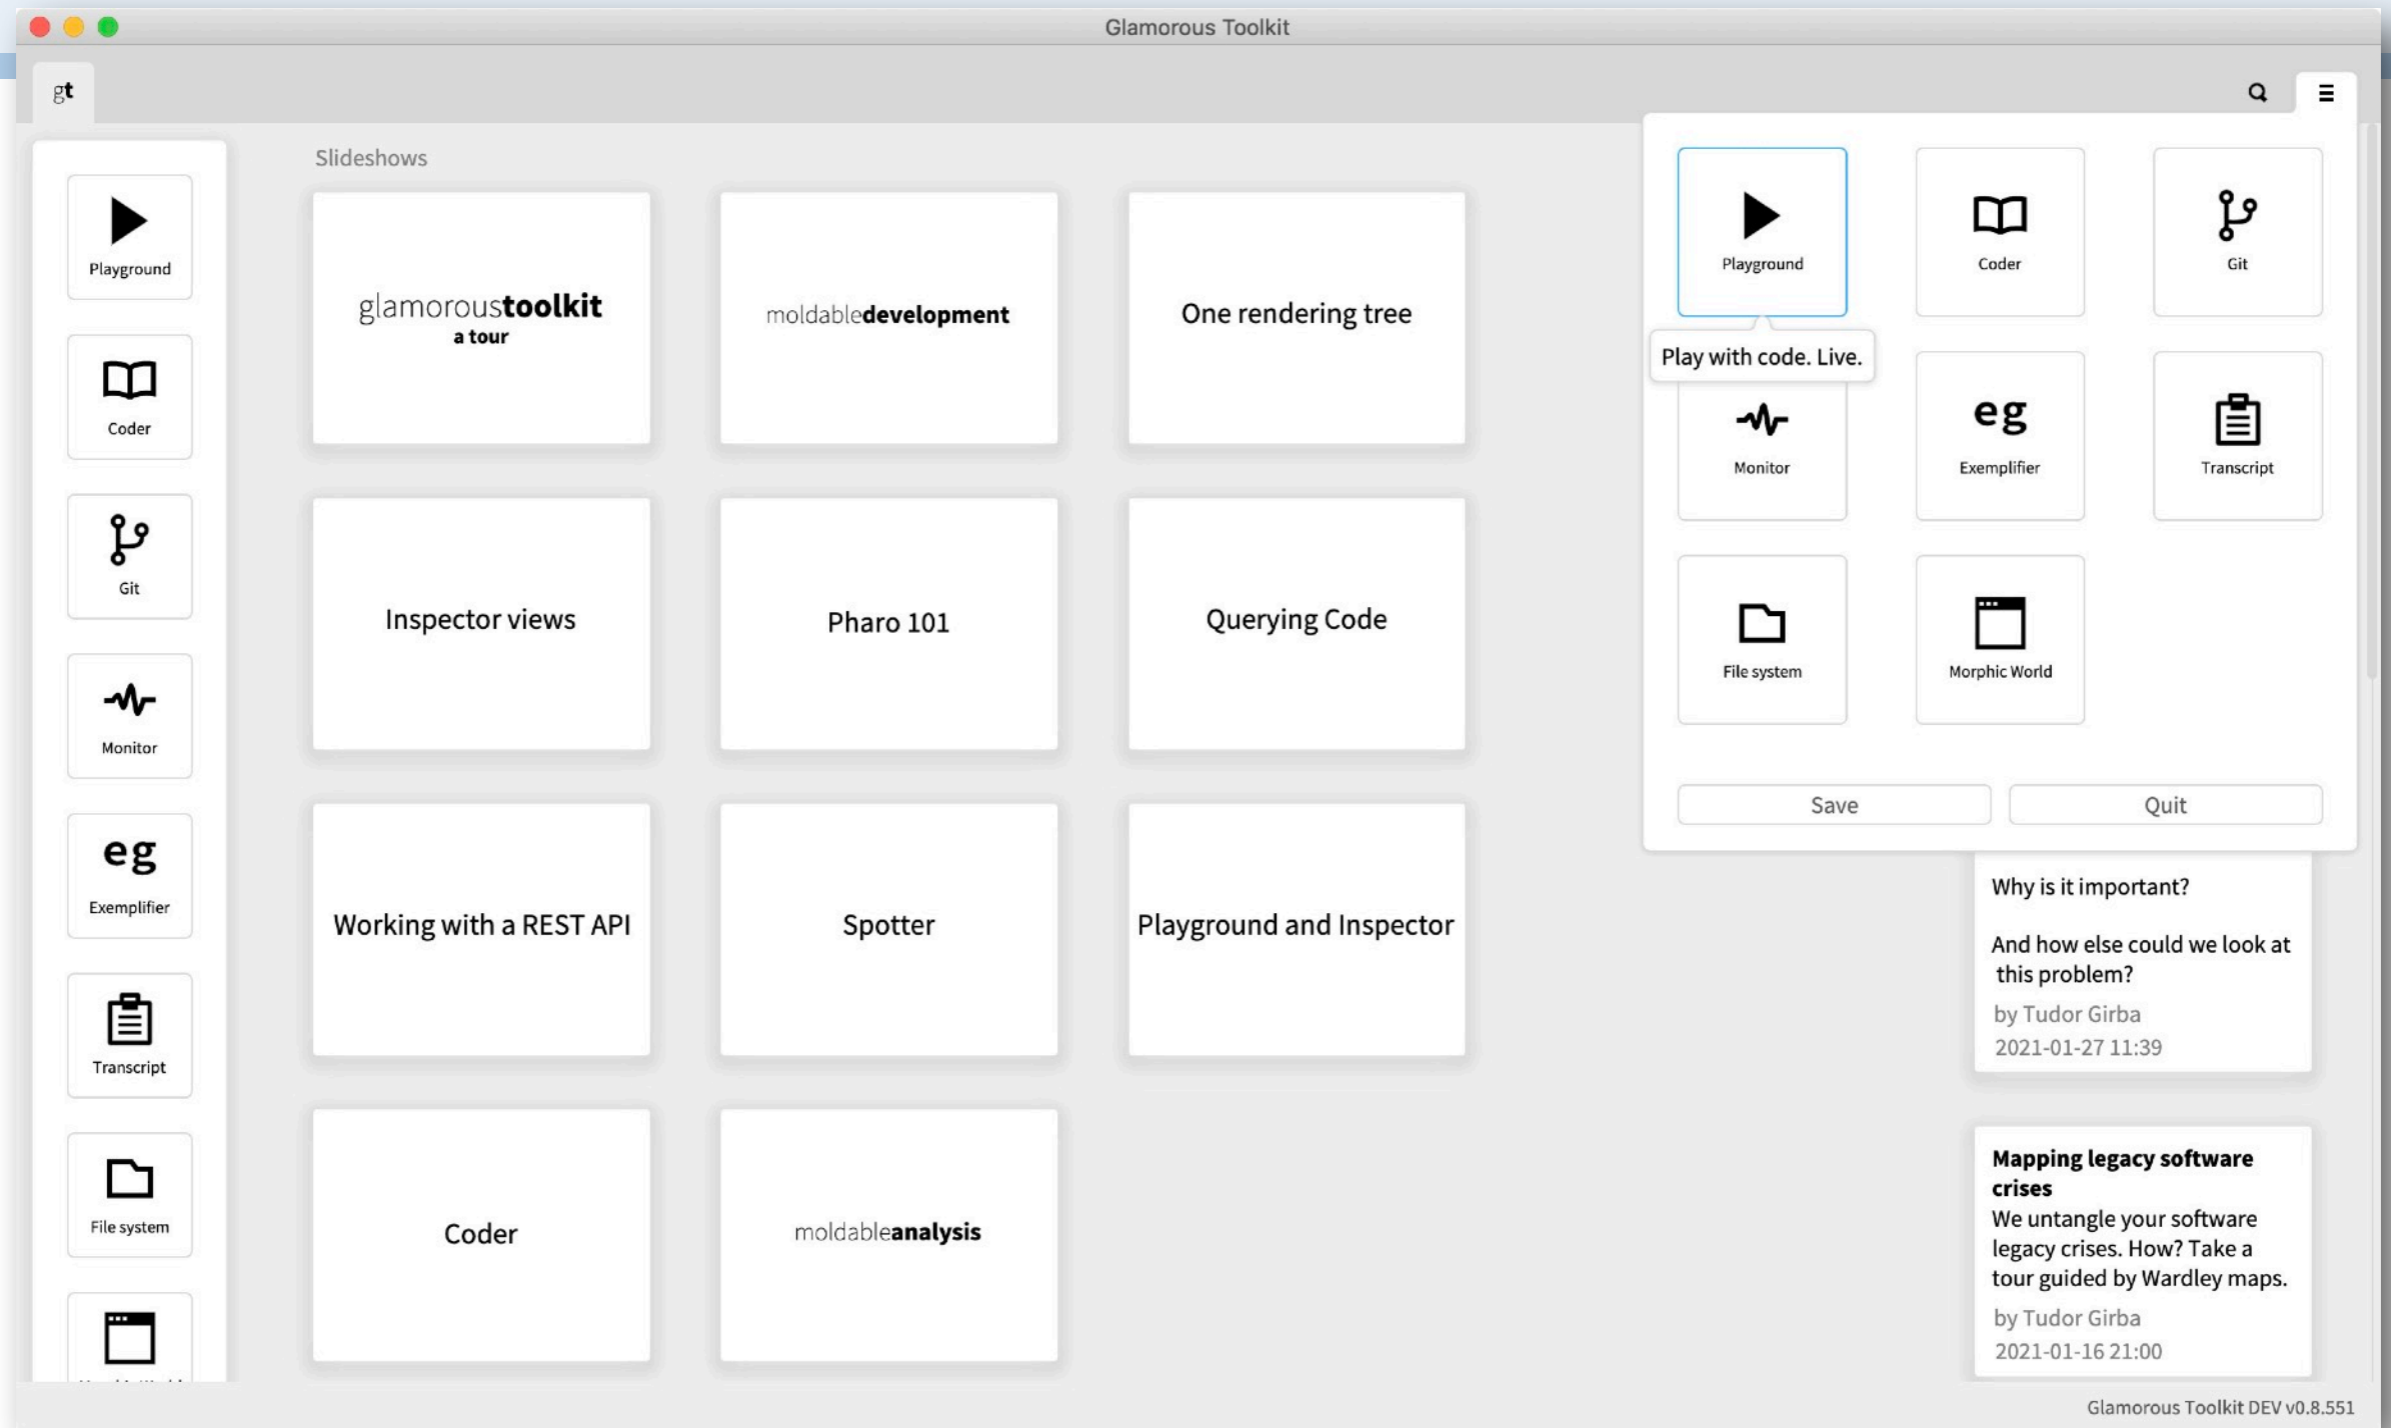 Glamorous Toolkit
gt
Playground
Coder
Git
Monitor
eg
Exemplifier
Transcript
File system
Slideshows
glamoroustoolkit
a tour
moldabledevelopment
One rendering tree
Inspector views
Pharo 101
Querying Code
Working with a REST API
Spotter
Playground and Inspector
Coder
moldableanalysis
Playground
Coder
Git
Play with code. Live.
Monitor
eg
Exemplifier
Transcript
File system
Morphic World
Save
Quit
Why is it important?
And how else could we look at
this problem?
by Tudor Girba
2021-01-27 11:39
Mapping legacy software
crises
We untangle your software
legacy crises. How? Take a
tour guided by Wardley maps.
by Tudor Girba
2021-01-16 21:00
Glamorous Toolkit DEV v0.8.551